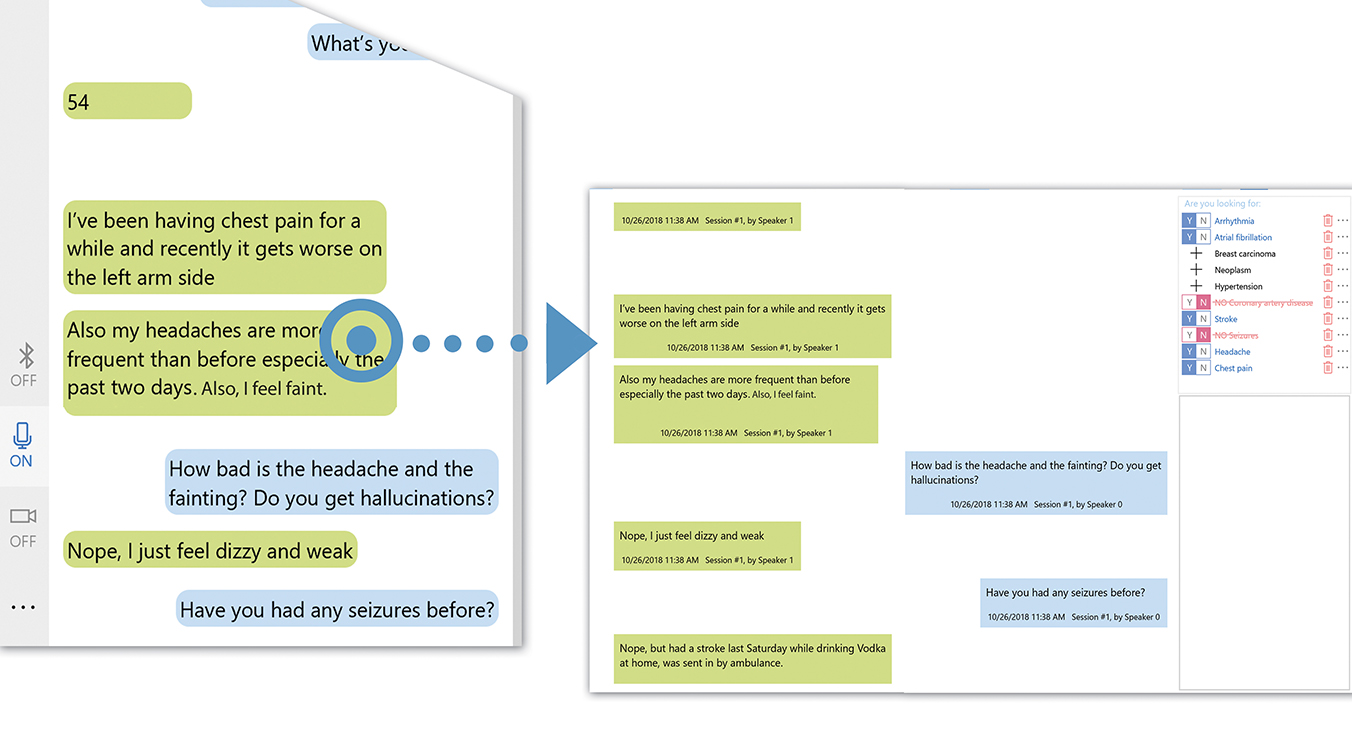 What's
54
I've been having chest pain for a
while and recently it gets worse on
the left arm side
Also my headaches are more
frequent than before especially the
past two days. Also, I feel faint.
How bad is the headache and the
fainting? Do you get hallucinations?
Nope, I just feel dizzy and weak
Have you had any seizures before?
OFF
ON
OFF
10/26/2018 11:38 AM Session #1, by Speaker 1
I've been having chest pain for a while and recently it gets
worse on the left arm side
10/26/2018 11:38 AM Session #1, by Speaker 1
Also my headaches are more frequent than before
especially the past two days. Also, I feel faint.
10/26/2018 11:38 AM Session #1, by Speaker 1
How bad is the headache and the fainting? Do you get
hallucinations?
10/26/2018 11:38 AM Session #1, by Speaker 0
Nope, I just feel dizzy and weak
10/26/2018 11:38 AM Session #1, by Speaker 1
Have you had any seizures before?
10/26/2018 11:38 AM Session #1, by Speaker 0
Nope, but had a stroke last Saturday while drinking Vodka
at home, was sent in by ambulance.
Are you looking for:
Y N Arrhythmia
Y N Atrial fibrillation
Breast carcinoma
Neoplasm
Hypertension
Y N NO Coronary artery disease
Y N Stroke
Y N NO Seizures
Y N Headache
Y N Chest pain